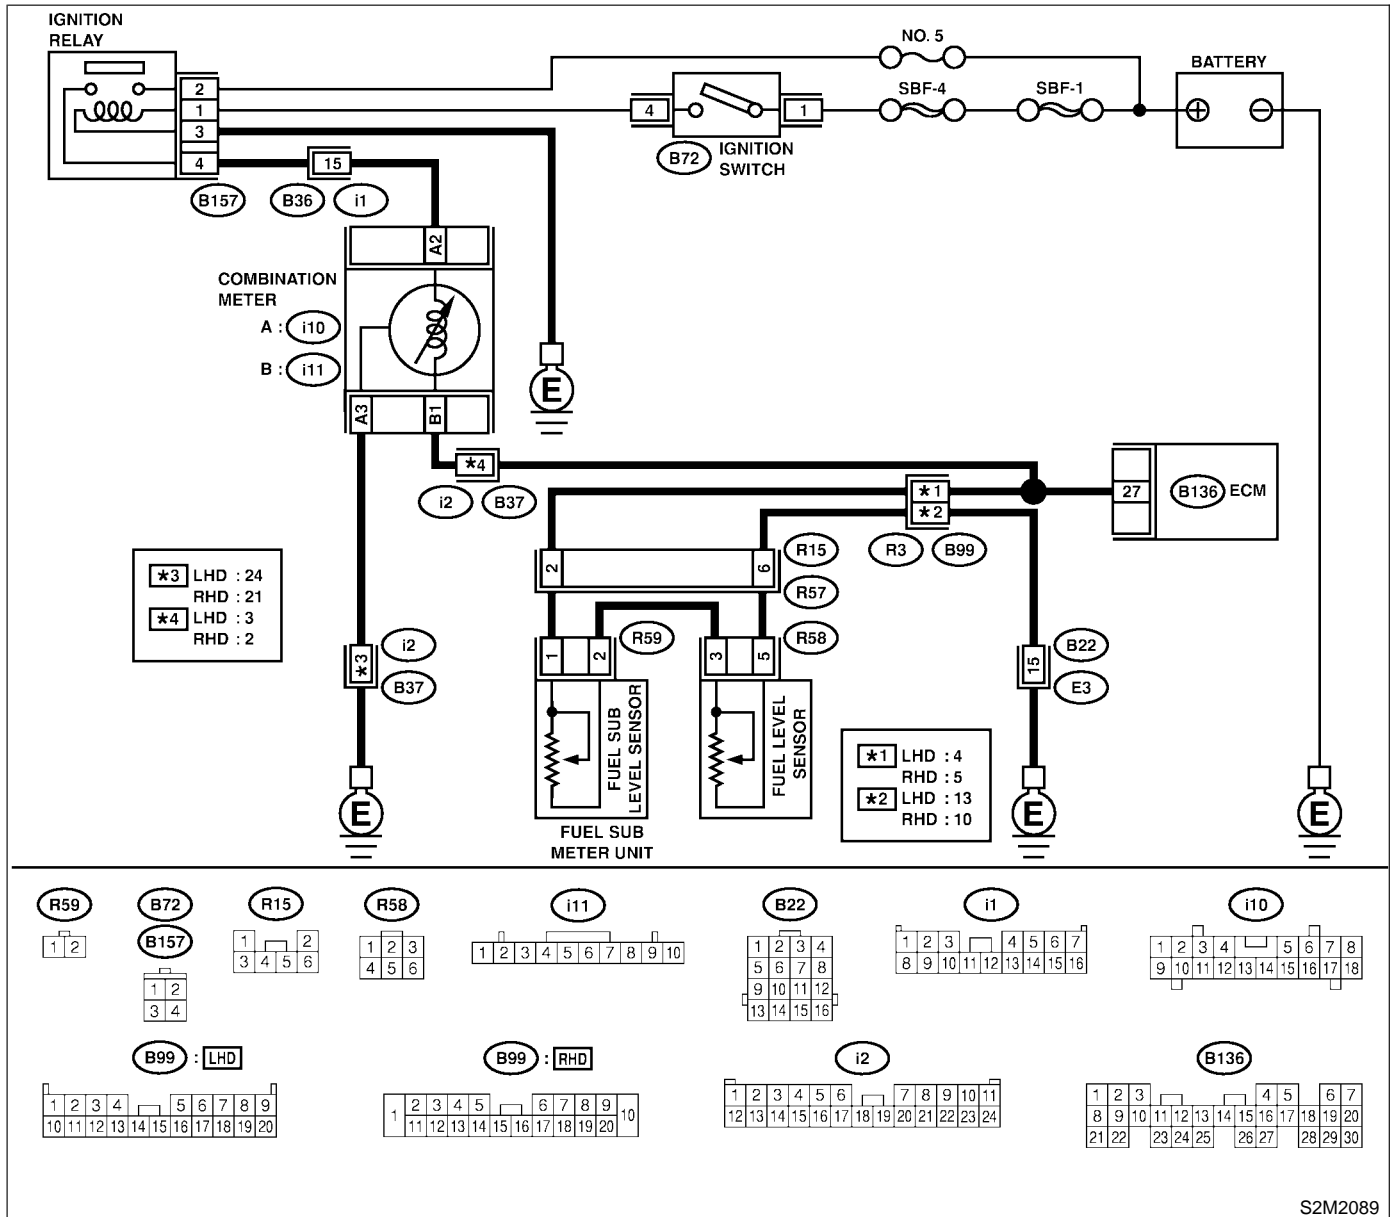 IGNITION
RELAY
NO. 5
BATTERY
SBF-4
SBF-1
2
1
3
4
4
1
B72
IGNITION
SWITCH
15
B157
B36
i1
A2
COMBINATION
METER
A : i10
B : i11
E
A3
B1
*4
i2
B37
*1
*2
27
B136
ECM
R3
B99
R15
R57
2
6
*3 LHD : 24
RHD : 21
*4 LHD : 3
RHD : 2
1
2
R59
3
5
R58
*3
i2
B37
15
B22
E3
FUEL SUB
LEVEL SENSOR
FUEL LEVEL
SENSOR
*1 LHD : 4
RHD : 5
*2 LHD : 13
RHD : 10
E
E
E
FUEL SUB
METER UNIT
R59
1 2
B72
B157
1 2
3 4
R15
1 2
3 4 5 6
R58
1 2 3
4 5 6
i11
1 2 3 4 5 6 7 8 9 10
B22
1 2 3 4
5 6 7 8
9 10 11 12
13 14 15 16
i1
1 2 3 4 5 6 7
8 9 10 11 12 13 14 15 16
i10
1 2 3 4 5 6 7 8
9 10 11 12 13 14 15 16 17 18
B99 : LHD
1 2 3 4 5 6 7 8 9
10 11 12 13 14 15 16 17 18 19 20
B99 : RHD
1 2 3 4 5 6 7 8 9 10
11 12 13 14 15 16 17 18 19 20
i2
1 2 3 4 5 6 7 8 9 10 11
12 13 14 15 16 17 18 19 20 21 22 23 24
B136
1 2 3 4 5 6 7
8 9 10 11 12 13 14 15 16 17 18 19 20
21 22 23 24 25 26 27 28 29 30
S2M2089